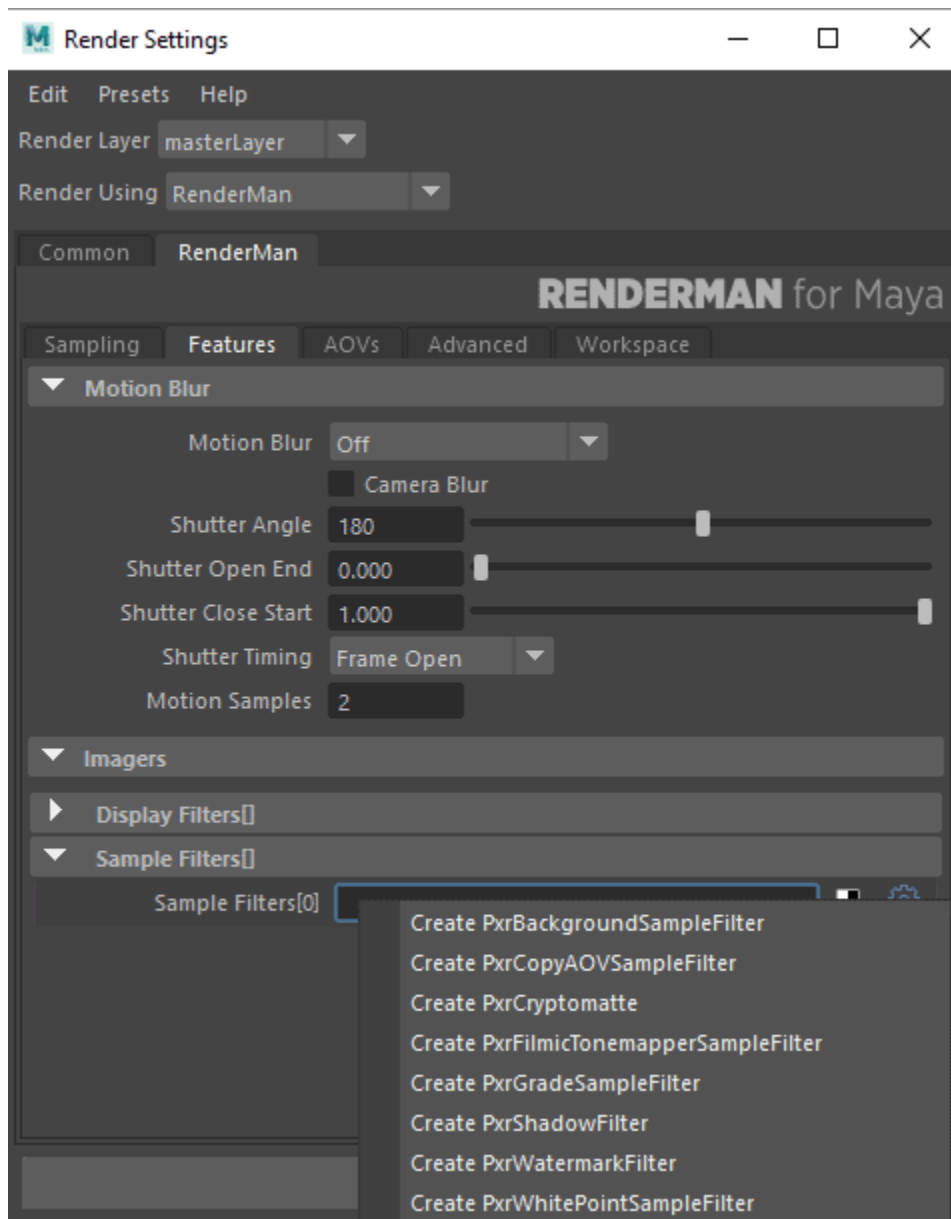 Render Settings
Edit Presets Help
Render Layer masterLayer
Render Using RenderMan
Common RenderMan
RENDERMAN for Maya
Sampling Features AOVs Advanced Workspace
Motion Blur
Motion Blur Off
Camera Blur
Shutter Angle 180
Shutter Open End 0.000
Shutter Close Start 1.000
Shutter Timing Frame Open
Motion Samples 2
Imagers
Display Filters[]
Sample Filters[]
Sample Filters[0]
Create PxrBackgroundSampleFilter
Create PxrCopyAOVSampleFilter
Create PxrCryptomatte
Create PxrFilmicTonemapperSampleFilter
Create PxrGradeSampleFilter
Create PxrShadowFilter
Create PxrWatermarkFilter
Create PxrWhitePointSampleFilter